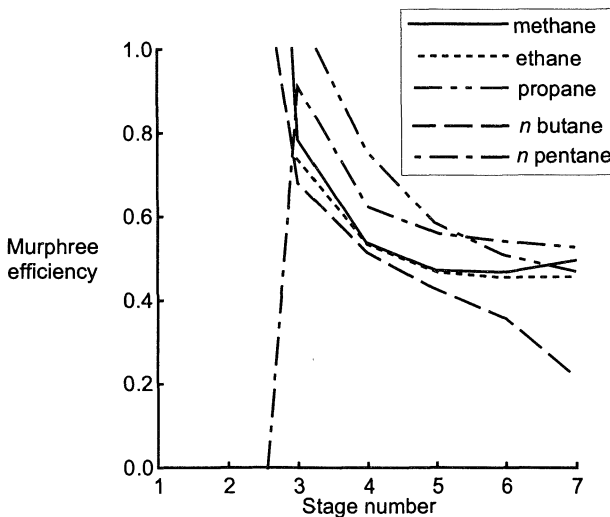 methane
ethane
propane
n butane
n pentane
1.0
0.8
0.6
Murphree
efficiency
0.4
0.2
0.0
1 2 3 4 5 6 7
Stage number